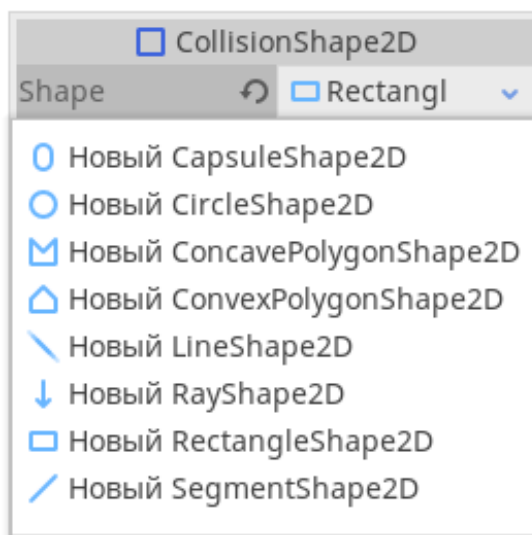 CollisionShape2D
Shape Rectangl
Новый CapsuleShape2D
Новый CircleShape2D
Новый ConcavePolygonShape2D
Новый ConvexPolygonShape2D
Новый LineShape2D
Новый RayShape2D
Новый RectangleShape2D
Новый SegmentShape2D